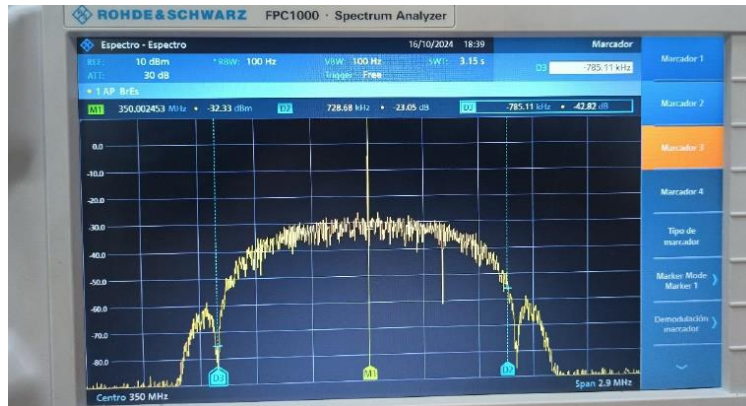 ROHDE&SCHWARZ FPC1000 · Spectrum Analyzer
Espectro - Espectro 16/10/2024 18:39 Marcador
REF: 10 dBm * RBW: 100 Hz VBW: 100 Hz SWT: 3.15 s
ATT: 30 dB Trigger: Free D3 -785.11 kHz
1 AP BrEs
M1 350.002453 MHz • -32.33 dBm D2 728.68 kHz • -23.05 dB D3 -785.11 kHz • -42.82 dB
0.0
-10.0
-20.0
-30.0
-40.0
-50.0
-60.0
-70.0
-80.0
D3 M1 D2
Centro 350 MHz Span 2.9 MHz
Marcador 1
Marcador 2
Marcador 3
Marcador 4
Tipo de
marcador
Marker Mode
Marker 1
Demodulación
marcador